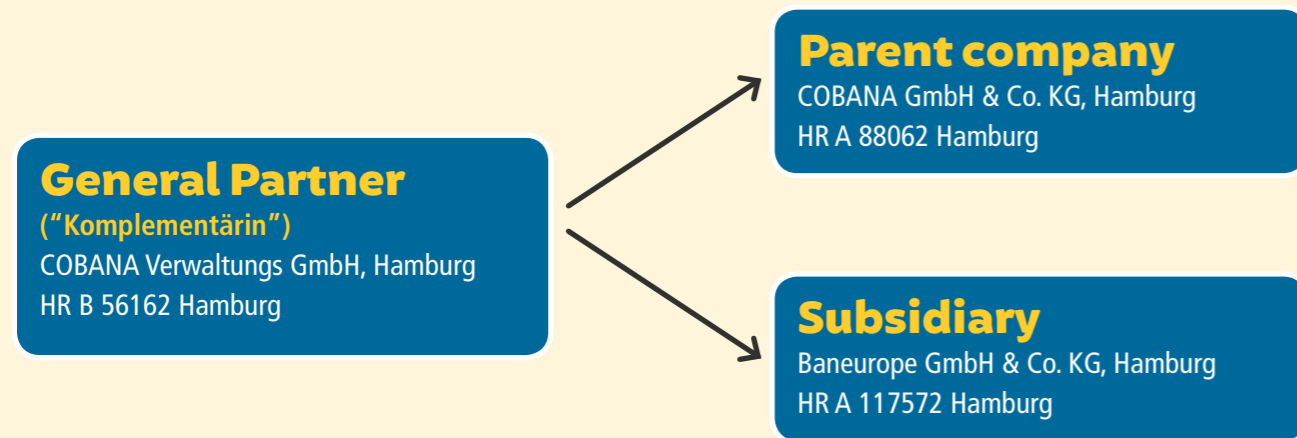 General Partner
(“Komplementärin”)
COBANA Verwaltungs GmbH, Hamburg
HR B 56162 Hamburg
Parent company
COBANA GmbH & Co. KG, Hamburg
HR A 88062 Hamburg
Subsidiary
Baneurope GmbH & Co. KG, Hamburg
HR A 117572 Hamburg